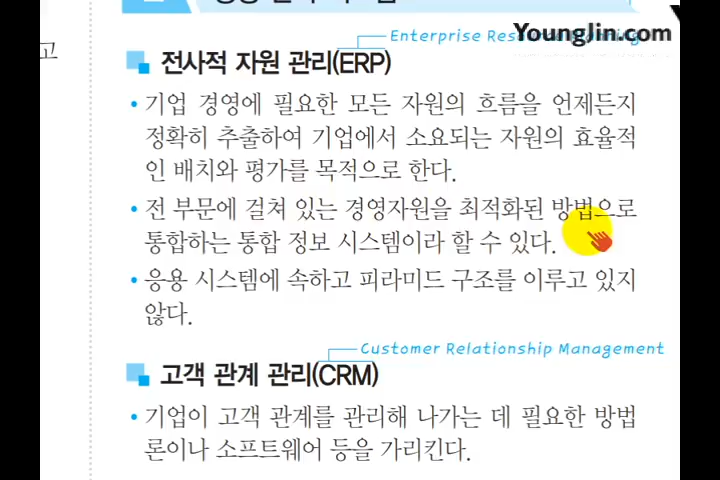 고
Younglin.com
Enterprise Resource Planning
전사적 자원 관리(ERP)
• 기업 경영에 필요한 모든 자원의 흐름을 언제든지
정확히 추출하여 기업에서 소요되는 자원의 효율적
인 배치와 평가를 목적으로 한다.
• 전 부문에 걸쳐 있는 경영자원을 최적화된 방법으로
통합하는 통합 정보 시스템이라 할 수 있다.
• 응용 시스템에 속하고 피라미드 구조를 이루고 있지
않다.
Customer Relationship Management
고객 관계 관리(CRM)
• 기업이 고객 관계를 관리해 나가는 데 필요한 방법
론이나 소프트웨어 등을 가리킨다.